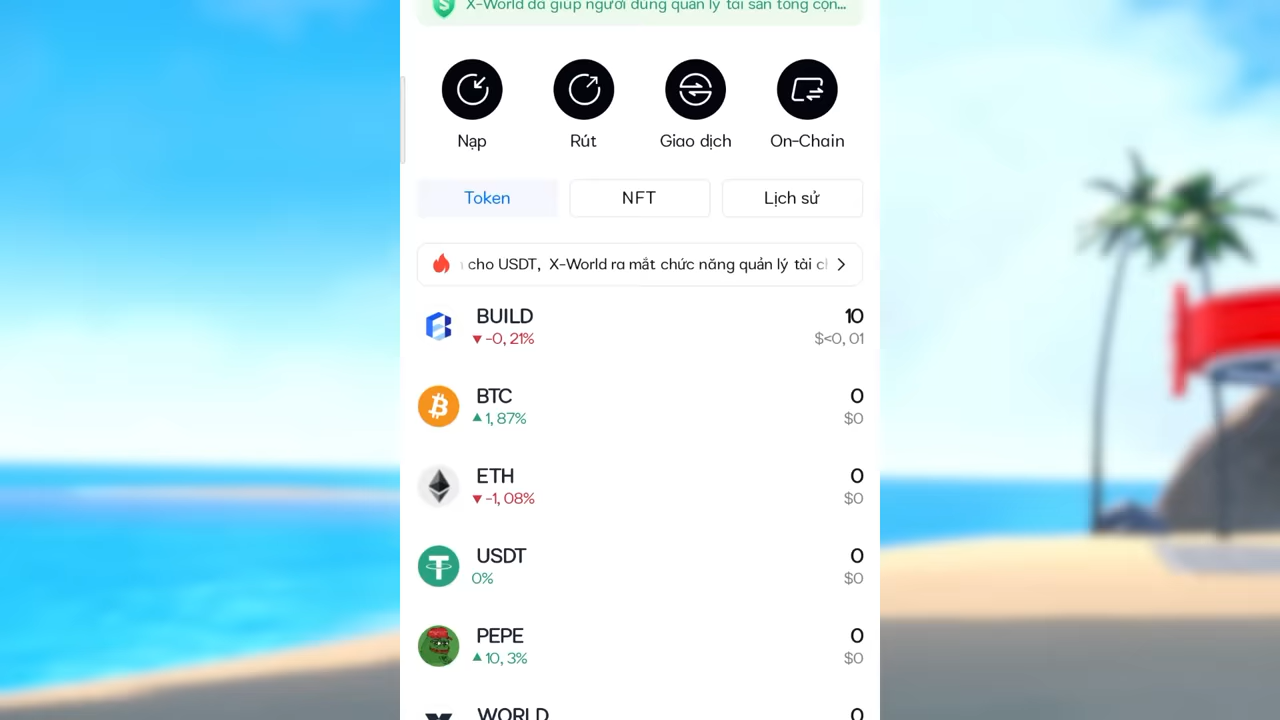 X-World đã giúp người dùng quản lý tài sản tổng cộn...
Nạp
Rút
Giao dịch
On-Chain
Token
NFT
Lịch sử
cho USDT, X-World ra mắt chức năng quản lý tài
BUILD
10
▼ -0, 21%
$<0, 01
BTC
0
▲ 1, 87%
$0
ETH
0
▼ -1, 08%
$0
USDT
0
0%
$0
PEPE
0
▲ 10, 3%
$0
WORLD
0